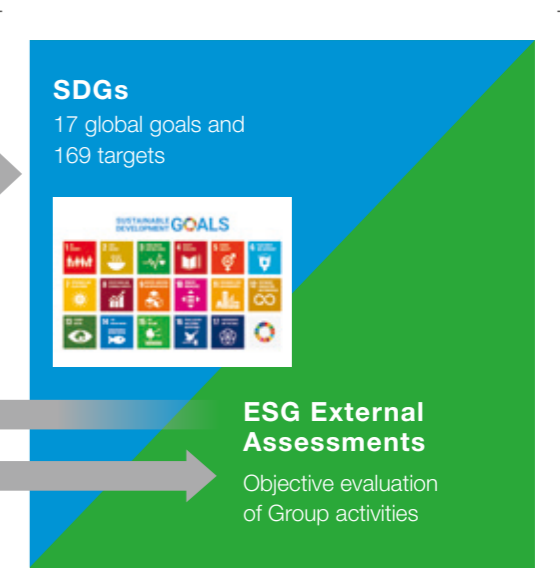 SDGs
17 global goals and
169 targets
SUSTAINABLE
DEVELOPMENT GOALS
ESG External
Assessments
Objective evaluation
of Group activities